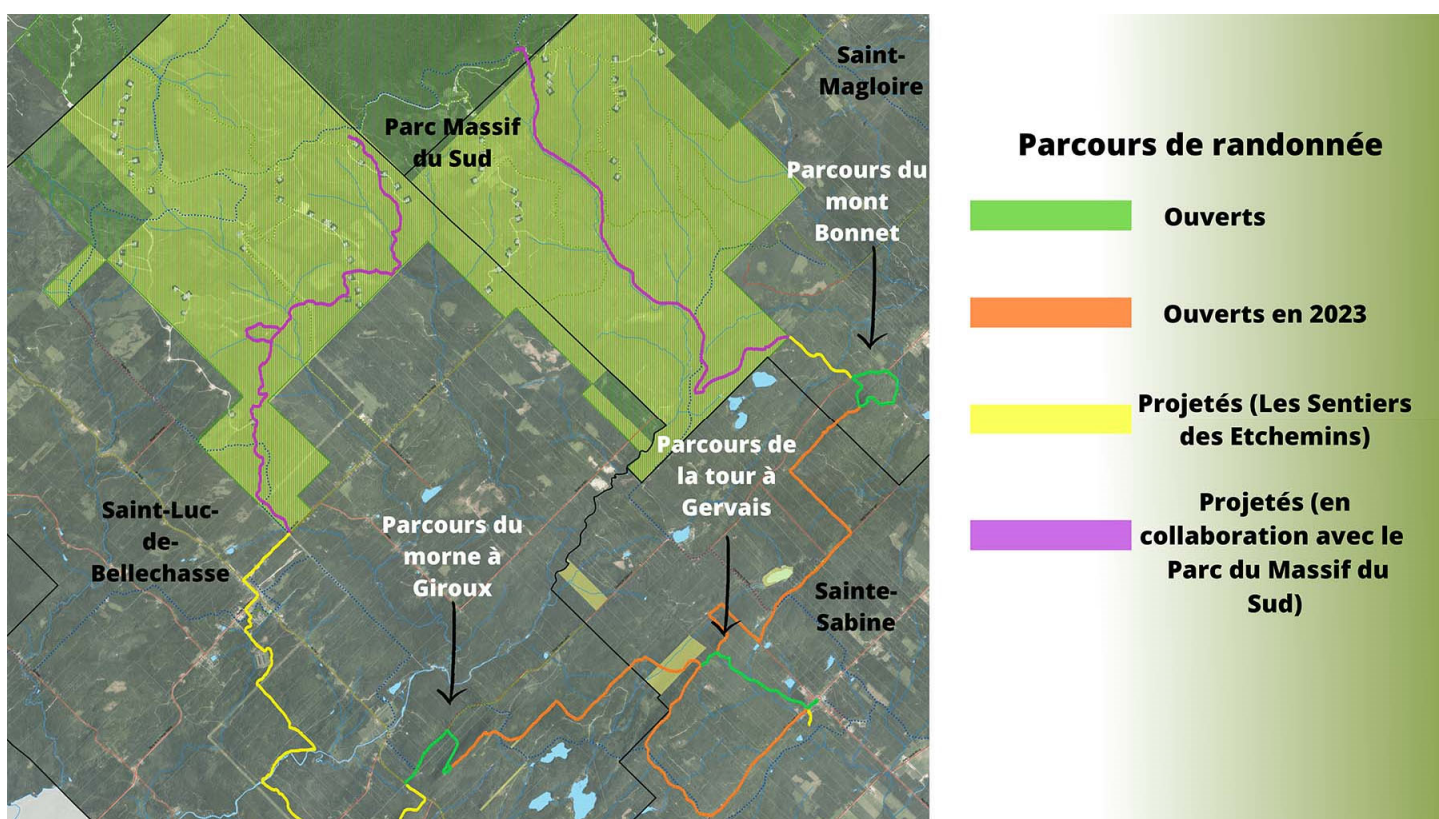 Saint-
Magloire
Parc Massif
du Sud
Parcours du
mont
Bonnet
Parcours de
la tour à
Gervais
Saint-Luc-
de-
Bellechasse
Parcours du
morne à
Giroux
Sainte-
Sabine
Parcours de randonnée
Ouverts
Ouverts en 2023
Projetés (Les Sentiers
des Etchemins)
Projetés (en
collaboration avec le
Parc du Massif du
Sud)